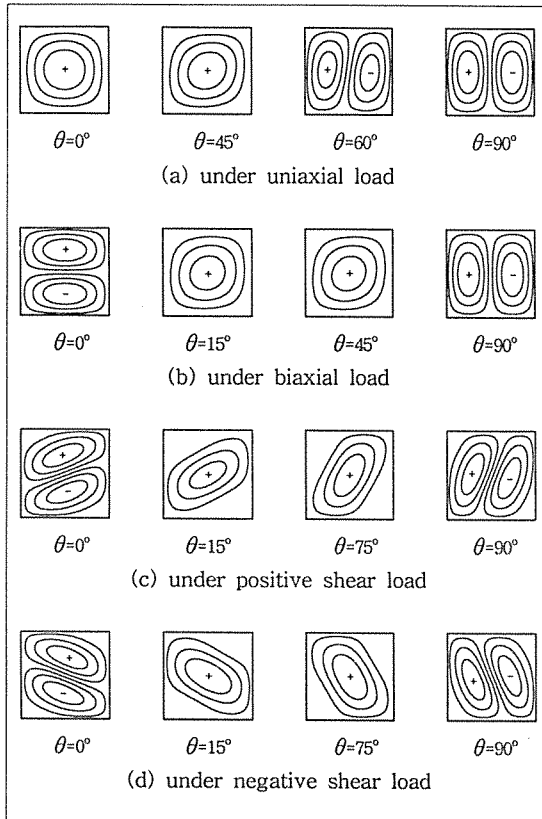 + + + - + -
θ=0° θ=45° θ=60° θ=90°
(a) under uniaxial load
+ - + + + -
θ=0° θ=15° θ=45° θ=90°
(b) under biaxial load
+ - + + + -
θ=0° θ=15° θ=75° θ=90°
(c) under positive shear load
+ - + + + -
θ=0° θ=15° θ=75° θ=90°
(d) under negative shear load